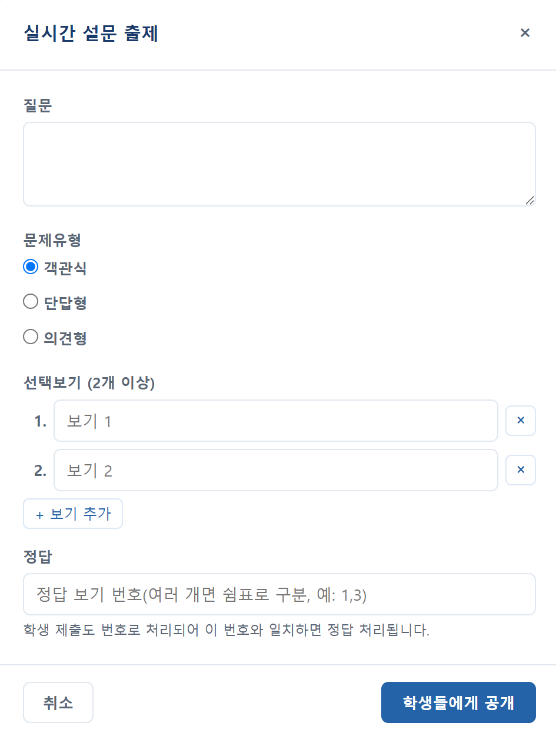 실시간 설문 출제
×
질문
문제유형
객관식
단답형
의견형
선택보기 (2개 이상)
1. 보기 1 ×
2. 보기 2 ×
+ 보기 추가
정답
정답 보기 번호(여러 개면 쉼표로 구분, 예: 1,3)
학생 제출도 번호로 처리되어 이 번호와 일치하면 정답 처리됩니다.
취소
학생들에게 공개